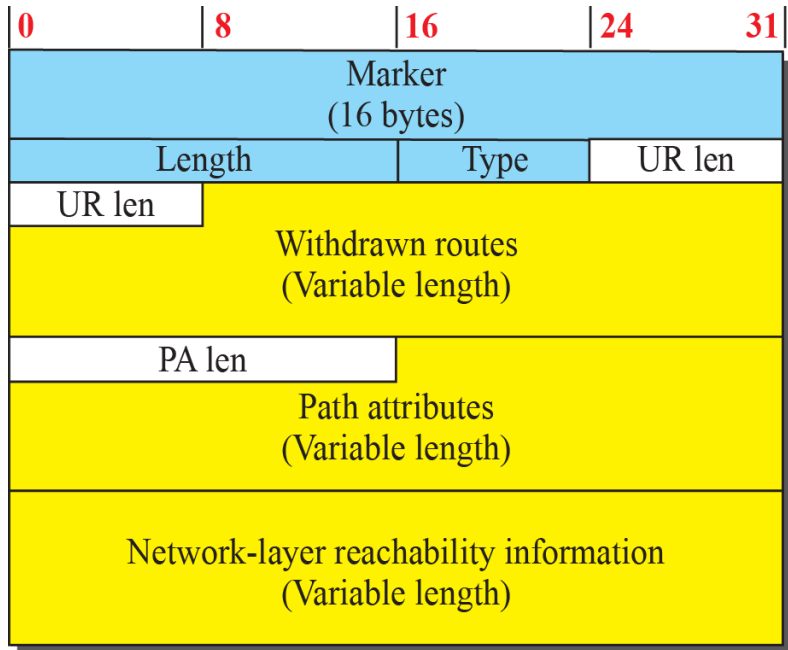 0 8 16 24 31
Marker
(16 bytes)
Length Type UR len
UR len
Withdrawn routes
(Variable length)
PA len
Path attributes
(Variable length)
Network-layer reachability information
(Variable length)